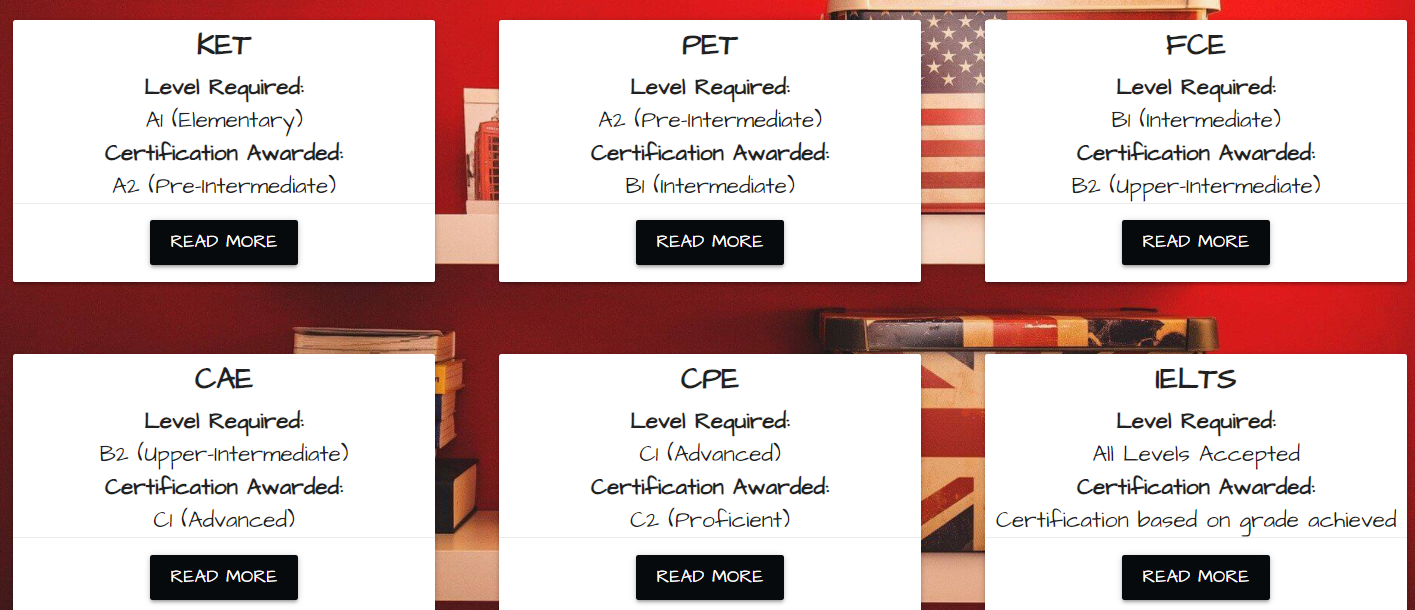 KET
Level Required:
A1 (Elementary)
Certification Awarded:
A2 (Pre-Intermediate)
READ MORE
PET
Level Required:
A2 (Pre-Intermediate)
Certification Awarded:
B1 (Intermediate)
READ MORE
FCE
Level Required:
B1 (Intermediate)
Certification Awarded:
B2 (Upper-Intermediate)
READ MORE
CAE
Level Required:
B2 (Upper-Intermediate)
Certification Awarded:
C1 (Advanced)
READ MORE
CPE
Level Required:
C1 (Advanced)
Certification Awarded:
C2 (Proficient)
READ MORE
IELTS
Level Required:
All Levels Accepted
Certification Awarded:
Certification based on grade achieved
READ MORE